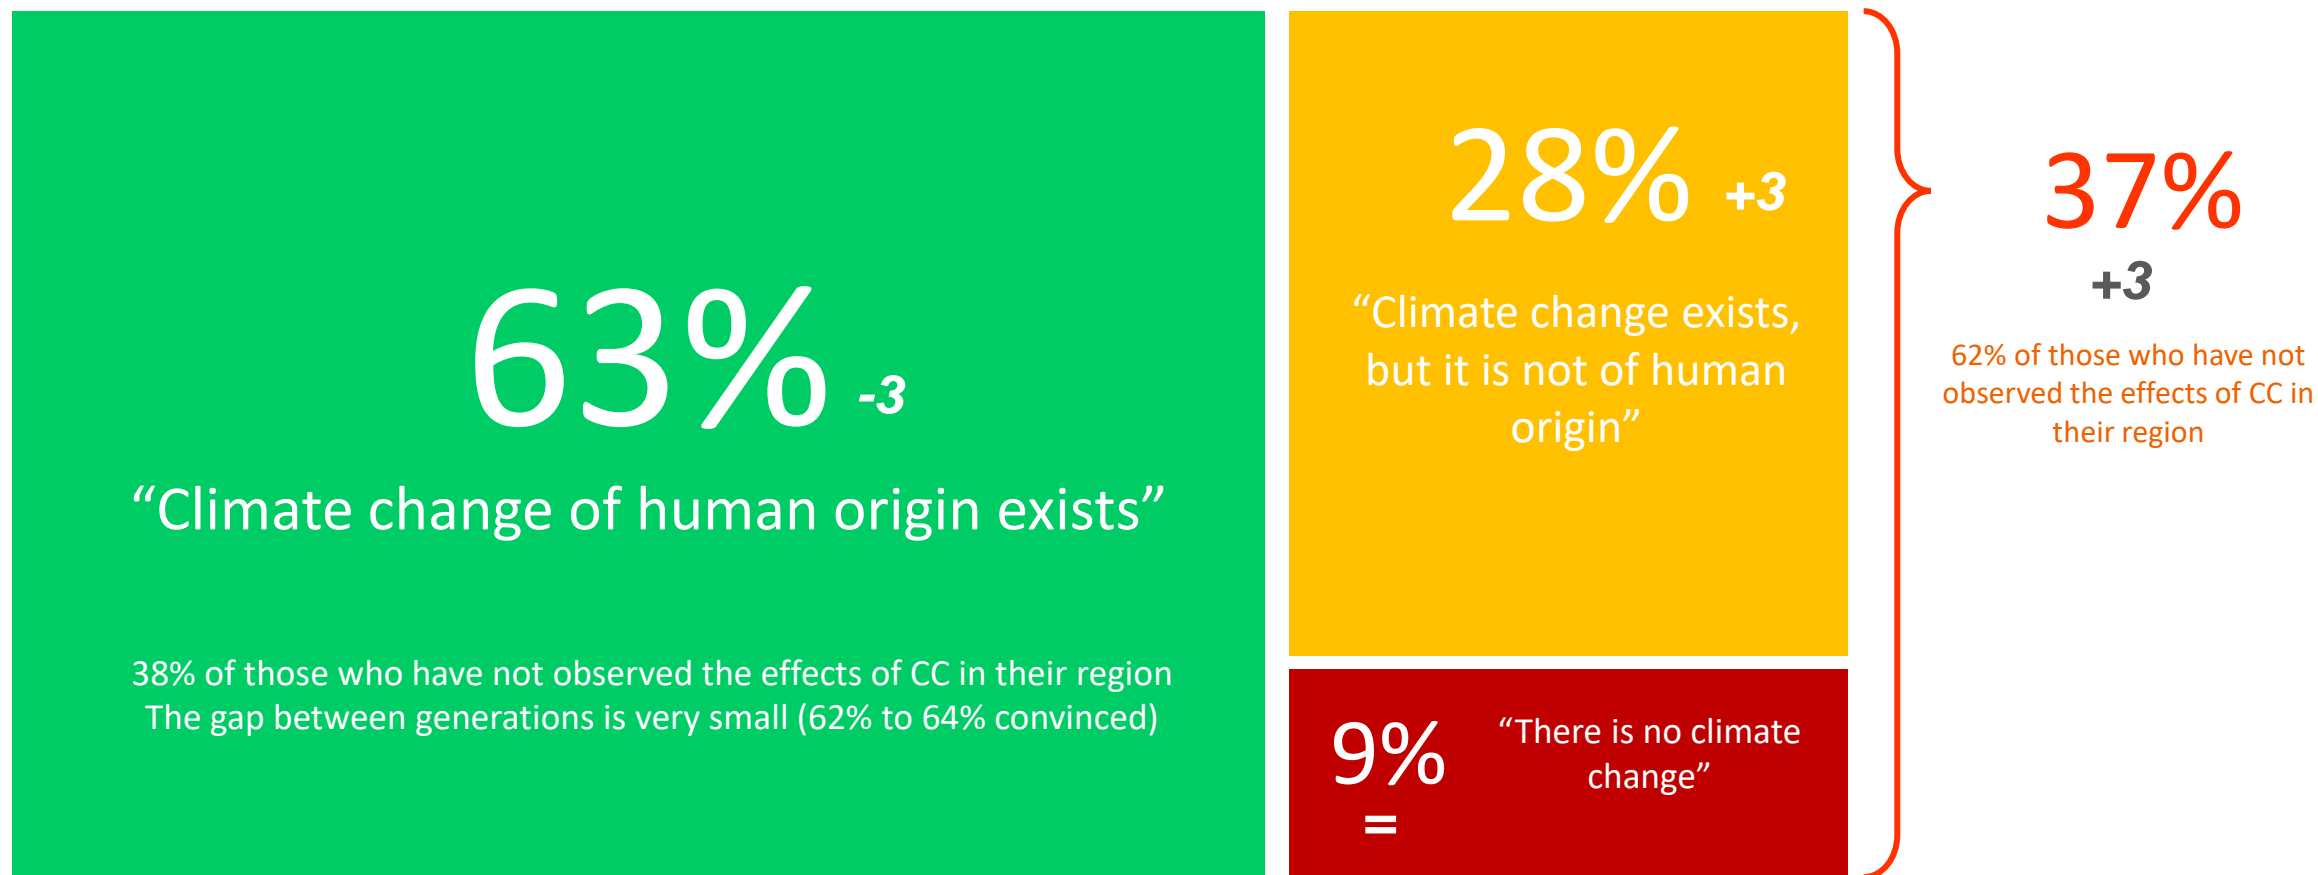 63% -3
“Climate change of human origin exists”
38% of those who have not observed the effects of CC in their region
The gap between generations is very small (62% to 64% convinced)
28% +3
“Climate change exists,
but it is not of human
origin”
9%
=
“There is no climate
change”
37%
+3
62% of those who have not
observed the effects of CC in
their region